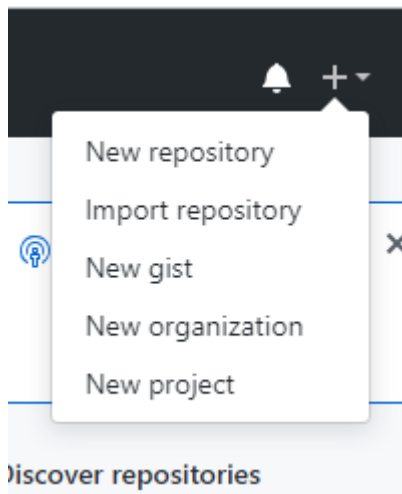 New repository
Import repository
New gist
New organization
New project
Discover repositories